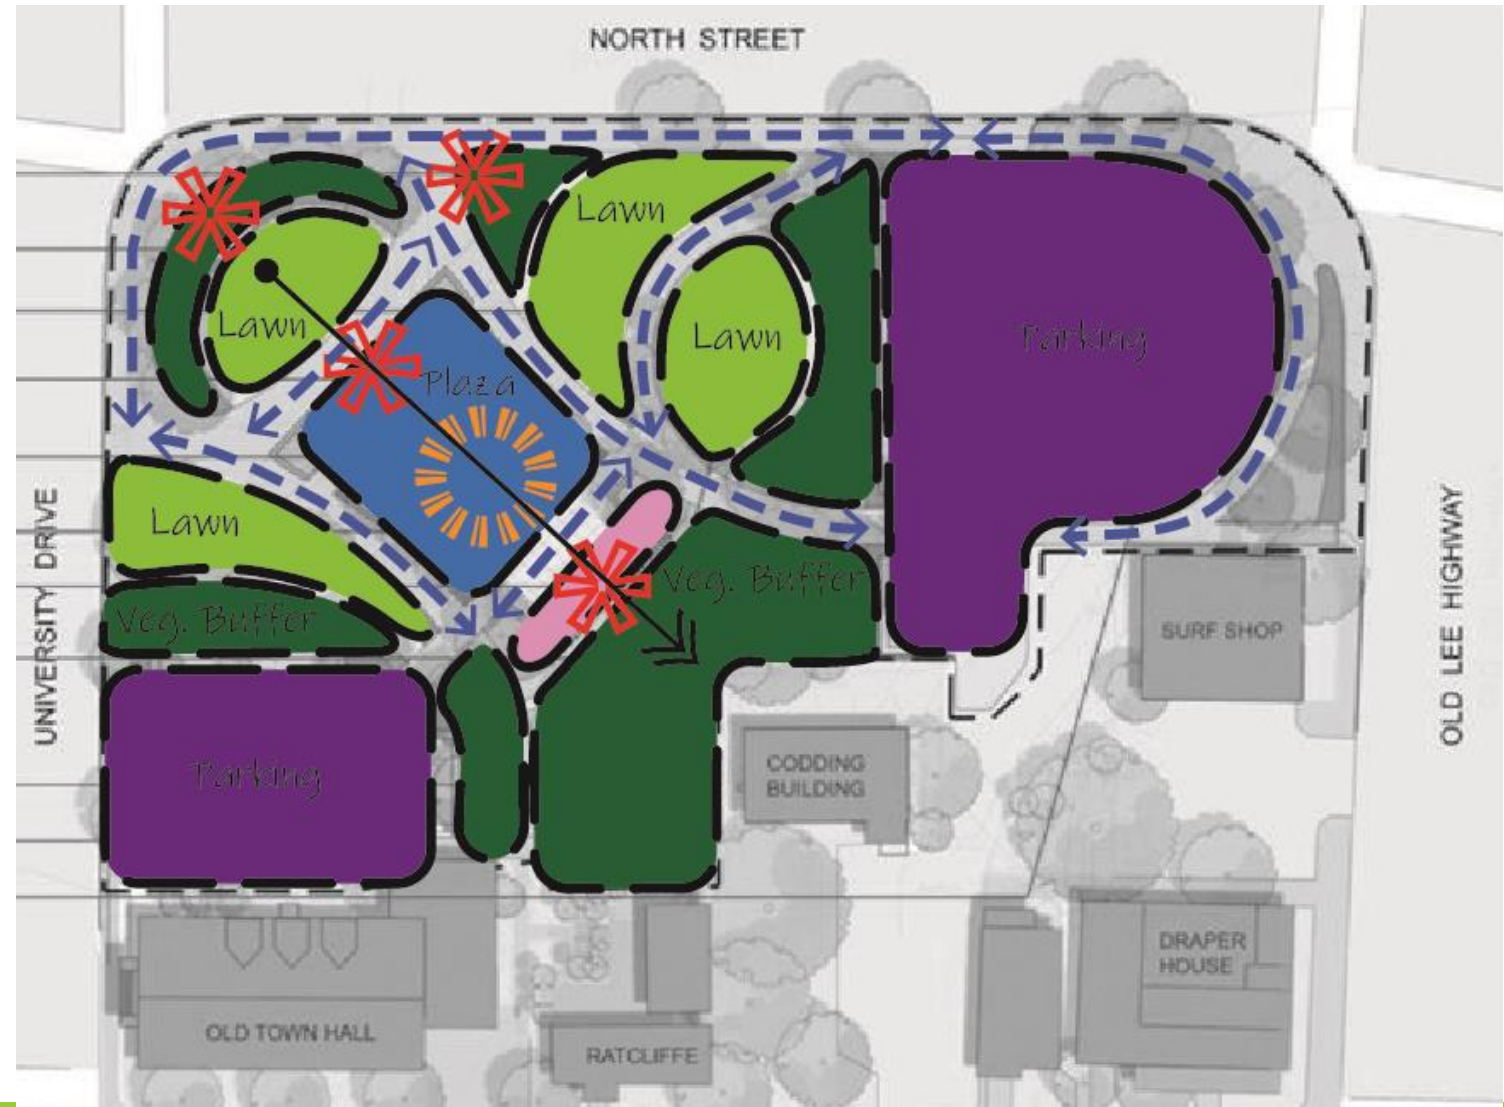 NORTH STREET
Lawn
Lawn
Lawn
Parking
Plaza
Lawn
Veg. Buffer
Veg. Buffer
UNIVERSITY DRIVE
OLD LEE HIGHWAY
SURF SHOP
Parking
CODDING
BUILDING
DRAPER
HOUSE
OLD TOWN HALL
RATCLIFFE